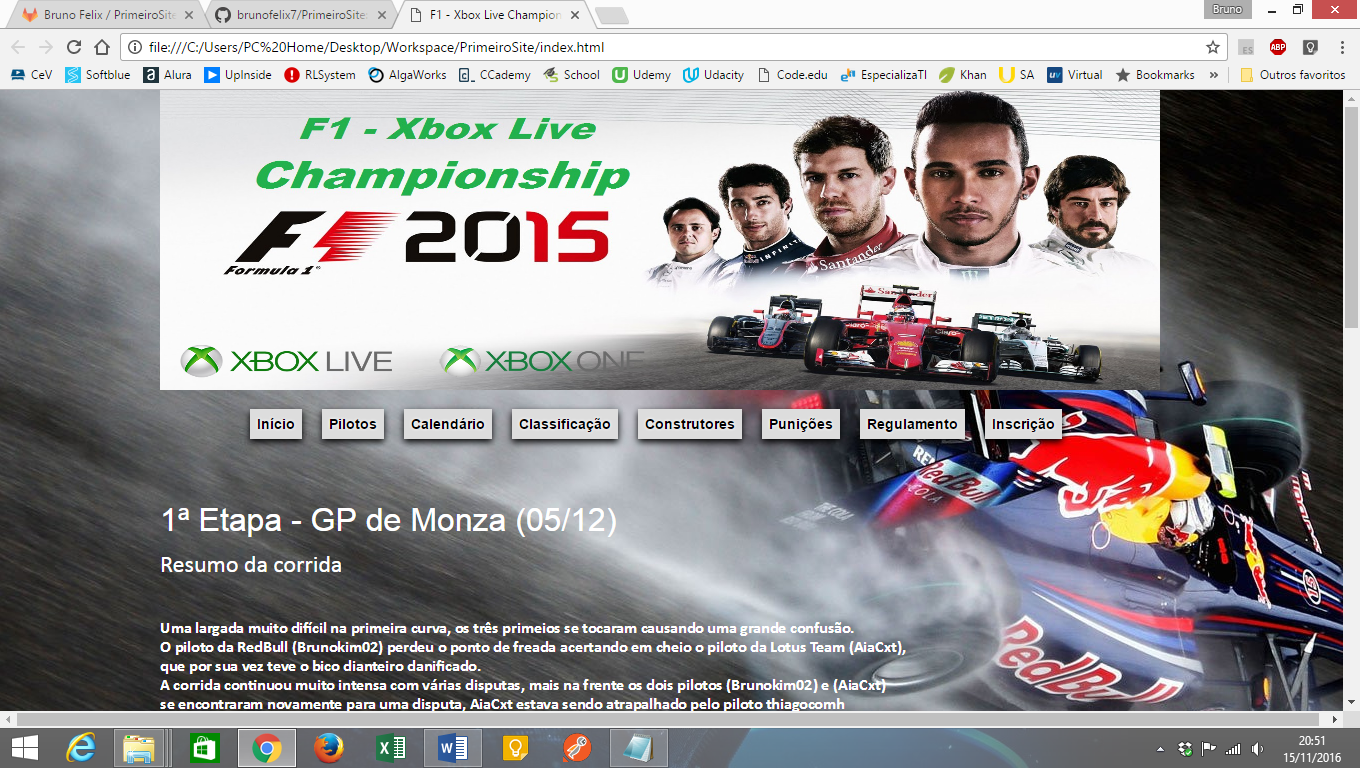 Bruno Felix / PrimeiroSite
brunofelix7/PrimeiroSite:
F1 - Xbox Live Champion
Bruno
file:///C:/Users/PC%20Home/Desktop/Workspace/PrimeiroSite/index.html
ES
ABP
CeV
Softblue
Alura
UpInside
RLSystem
AlgaWorks
CCademy
School
Udemy
Udacity
Code.edu
EspecializaTI
Khan
SA
Virtual
Bookmarks
»
Outros favoritos
F1 - Xbox Live
Championship
F1 2015
Formula 1
INFINITI
Santander
XBOX LIVE
XBOX ONE
Início
Pilotos
Calendário
Classificação
Construtores
Punições
Regulamento
Inscrição
RedBull
COLA
1ª Etapa - GP de Monza (05/12)
Resumo da corrida
Uma largada muito difícil na primeira curva, os três primeios se tocaram causando uma grande confusão.
O piloto da RedBull (Brunokim02) perdeu o ponto de freada acertando em cheio o piloto da Lotus Team (AiaCxt),
que por sua vez teve o bico dianteiro danificado.
A corrida continuou muito intensa com várias disputas, mais na frente os dois pilotos (Brunokim02) e (AiaCxt)
se encontraram novamente para uma disputa, AiaCxt estava sendo atrapalhado pelo piloto thiagocomh
RedBull
20:51
15/11/2016